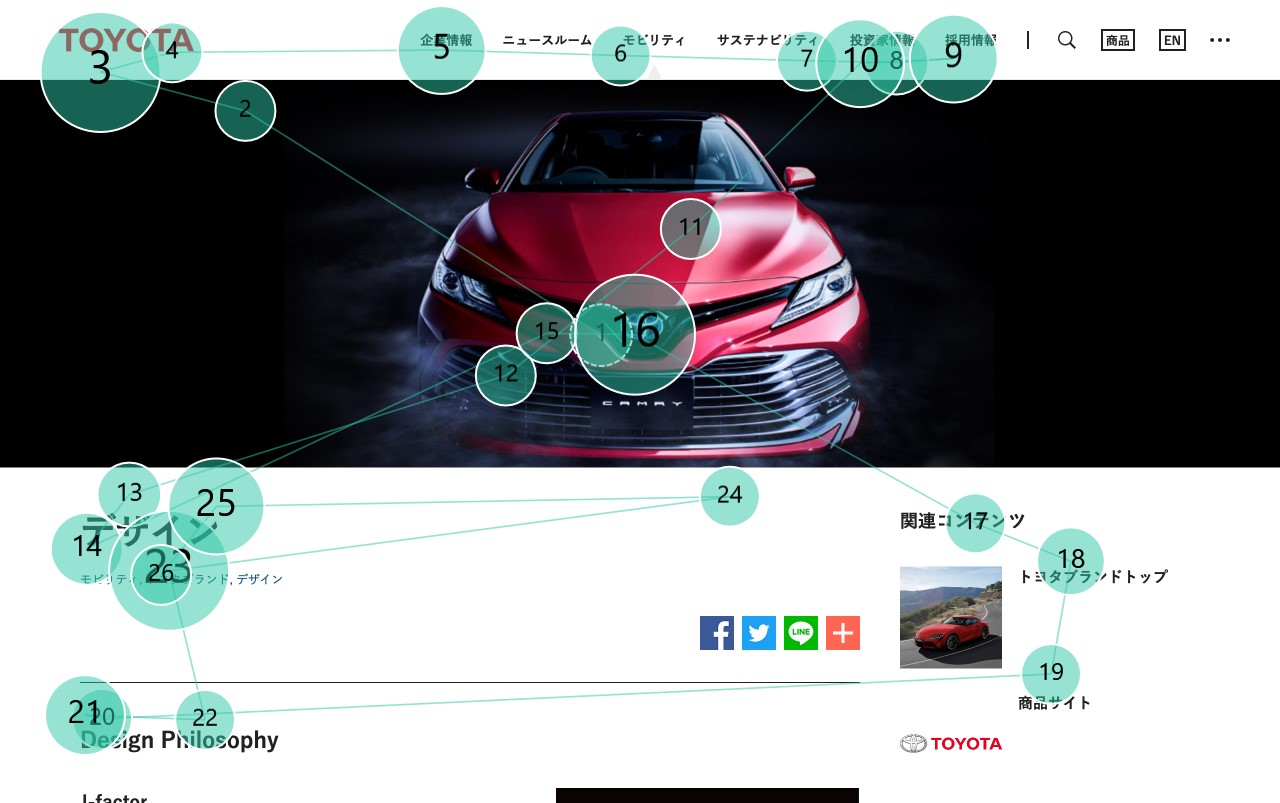 TOYOTA
企業情報 ニュースルーム モビリティ サステナビリティ 投資家情報 採用情報 商品 EN
3
4
5
6
7
10
8
9
2
11
15
1
16
12
CAMRY
13
25
14
24
17
デザイン
関連コンテンツ
23
26
18
モビリティ, ブランド, デザイン
トヨタブランドトップ
LINE
19
商品サイト
21
20
22
Design Philosophy
TOYOTA
J-factor